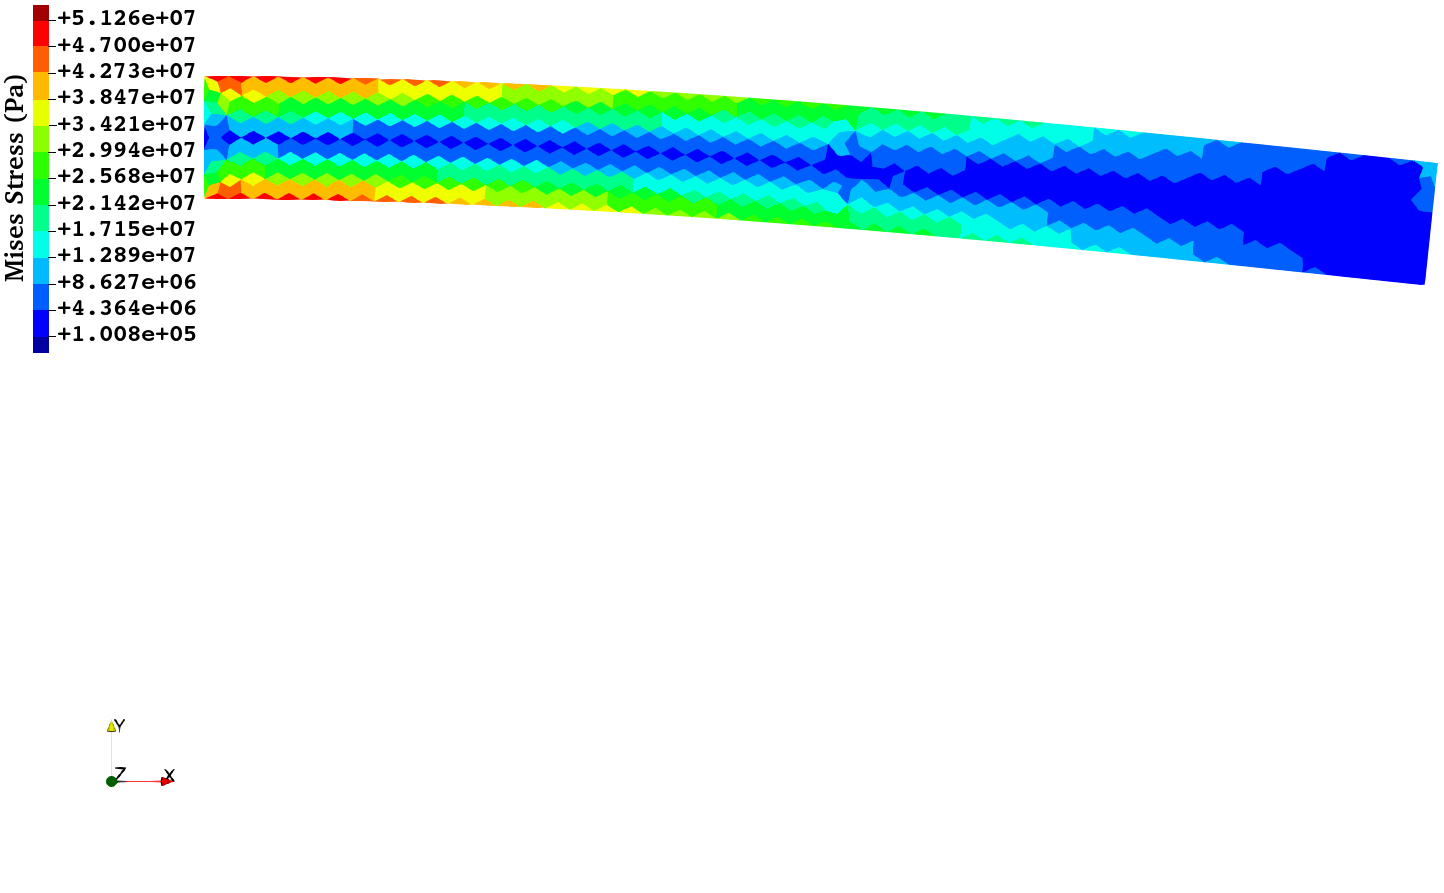 Mises Stress (Pa)
+5.126e+07
+4.700e+07
+4.273e+07
+3.847e+07
+3.421e+07
+2.994e+07
+2.568e+07
+2.142e+07
+1.715e+07
+1.289e+07
+8.627e+06
+4.364e+06
+1.008e+05
Y
Z X